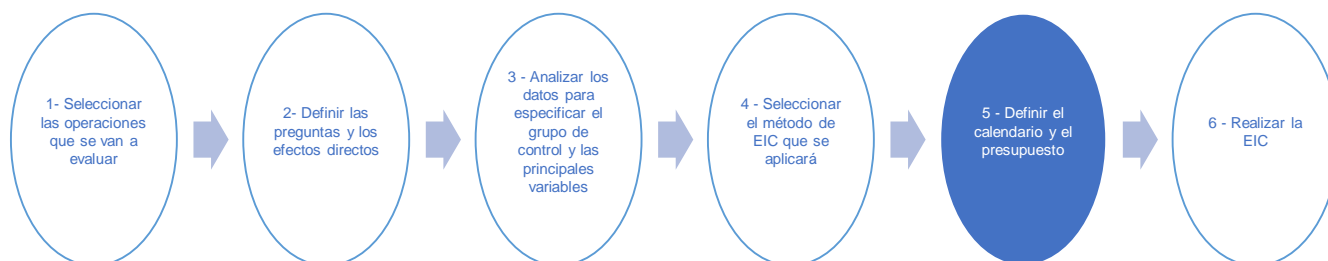 1- Seleccionar
las operaciones
que se van a
evaluar
2- Definir las
preguntas y los
efectos directos
3 - Analizar los
datos para
especificar el
grupo de
control y las
principales
variables
4 - Seleccionar
el método de
EIC que se
aplicará
5 - Definir el
calendario y el
presupuesto
6 - Realizar la
EIC